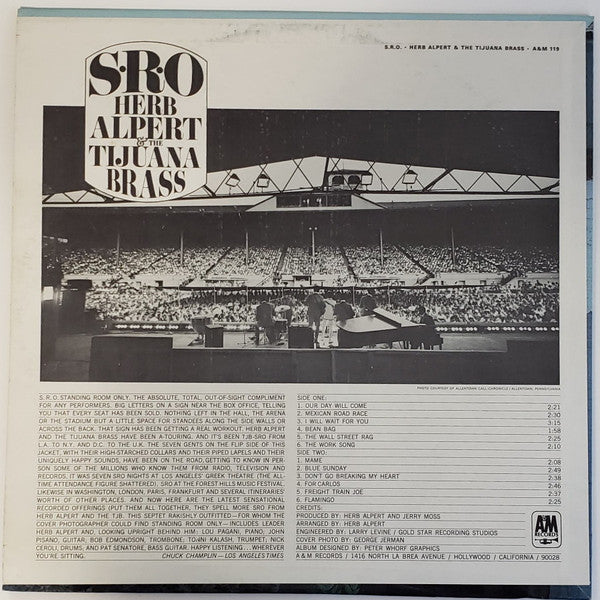 S.R.O. · HERB ALPERT & THE TIJUANA BRASS · A&M 119
S·R·O
HERB
ALPERT
& THE
TIJUANA
BRASS
PHOTO COURTESY OF ALLENTOWN CALL-CHRONICLE / ALLENTOWN, PENNSYLVANIA
S. R. O. STANDING ROOM ONLY. THE ABSOLUTE, TOTAL, OUT-OF-SIGHT COMPLIMENT
FOR ANY PERFORMERS. BIG LETTERS ON A SIGN NEAR THE BOX OFFICE, TELLING
YOU THAT EVERY SEAT HAS BEEN SOLD. NOTHING LEFT IN THE HALL, THE ARENA
OR THE STADIUM BUT A LITTLE SPACE FOR STANDEES ALONG THE SIDE WALLS OR
ACROSS THE BACK. THAT SIGN HAS BEEN GETTING A REAL WORKOUT. HERB ALPERT
AND THE TIJUANA BRASS HAVE BEEN A-TOURING. AND IT'S BEEN TJB-SRO FROM
L.A. TO N.Y. AND D.C. TO THE U.K. THE SEVEN GENTS ON THE FLIP SIDE OF THIS
JACKET, WITH THEIR HIGH-STARCHED COLLARS AND THEIR PIPED LAPELS AND THEIR
UNIQUELY HAPPY SOUNDS, HAVE BEEN ON THE ROAD, GETTING TO KNOW IN PER-
SON SOME OF THE MILLIONS WHO KNEW THEM FROM RADIO, TELEVISION AND
RECORDS, IT WAS SEVEN SRO NIGHTS AT LOS ANGELES' GREEK THEATRE (THE ALL-
TIME ATTENDANCE FIGURE SHATTERED). SRO AT THE FOREST HILLS MUSIC FESTIVAL.
LIKEWISE IN WASHINGTON, LONDON, PARIS, FRANKFURT AND SEVERAL ITINERARIES'
WORTH OF OTHER PLACES. AND NOW HERE ARE THE LATEST SENSATIONAL
RECORDED OFFERINGS (PUT THEM ALL TOGETHER, THEY SPELL MORE SRO FROM
HERB ALPERT AND THE TJB. THIS SEPTET RAKISHLY OUTFITTED—FOR WHOM THE
COVER PHOTOGRAPHER COULD FIND STANDING ROOM ONLY—INCLUDES LEADER
HERB ALPERT AND, LOOKING UPRIGHT BEHIND HIM, LOU PAGANI, PIANO, JOHN
PISANO, GUITAR, BOB EDMONDSON, TROMBONE; TONNI KALASH, TRUMPET; NICK
CEROLI, DRUMS, AND PAT SENATORE, BASS GUITAR. HAPPY LISTENING... WHEREVER
YOU'RE SITTING. CHUCK CHAMPLIN—LOS ANGELES TIMES
SIDE ONE:
1. OUR DAY WILL COME 2:21
2. MEXICAN ROAD RACE 2:30
3. I WILL WAIT FOR YOU 3:15
4. BEAN BAG 1:58
5. THE WALL STREET RAG 2:25
6. THE WORK SONG 2:10
SIDE TWO:
1. MAME 2:08
2. BLUE SUNDAY 2:49
3. DON'T GO BREAKING MY HEART 2:38
4. FOR CARLOS 2:46
5. FREIGHT TRAIN JOE 2:37
6. FLAMINGO 2:25
CREDITS:
PRODUCED BY: HERB ALPERT AND JERRY MOSS
ARRANGED BY: HERB ALPERT
ENGINEERED BY: LARRY LEVINE / GOLD STAR RECORDING STUDIOS
COVER PHOTO BY: GEORGE JERMAN
ALBUM DESIGNED BY: PETER WHORF GRAPHICS
A & M RECORDS / 1416 NORTH LA BREA AVENUE / HOLLYWOOD / CALIFORNIA / 90028
A&M
RECORDS